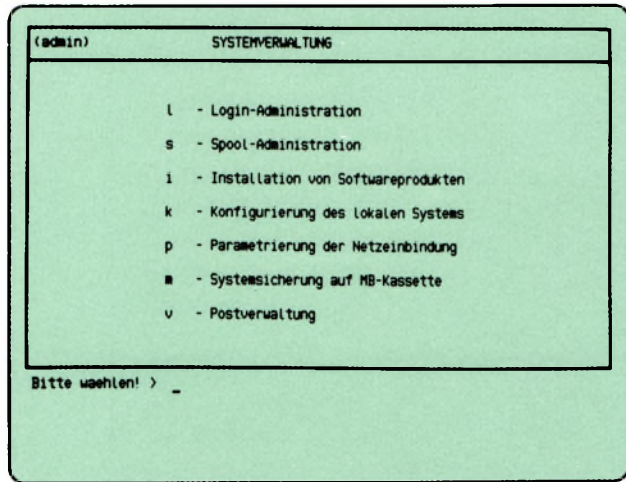 (admin) SYSTEMVERWALTUNG
l - Login-Administration
s - Spool-Administration
i - Installation von Softwareprodukten
k - Konfigurierung des lokalen Systems
p - Parametrierung der Netzeinbindung
m - Systemsicherung auf MB-Kassette
v - Postverwaltung
Bitte waehlen! > _